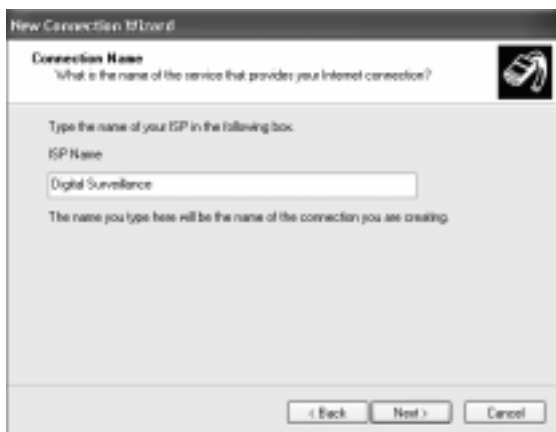 New Connection Wizard
Connection Name
What is the name of the service that provides your Internet connection?
Type the name of your ISP in the following box.
ISP Name
Digital Surveillance
The name you type here will be the name of the connection you are creating.
< Back Next > Cancel